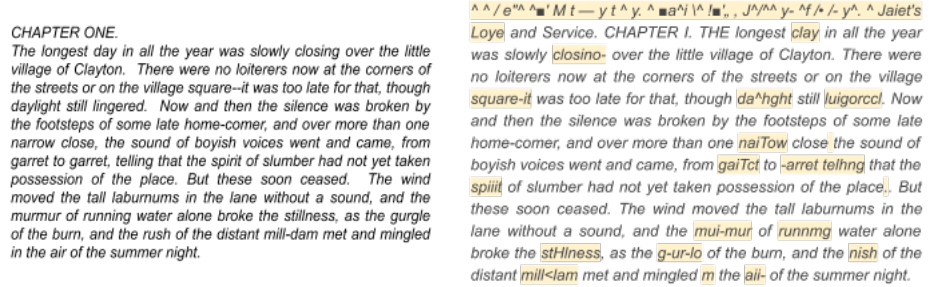 CHAPTER ONE.
The longest day in all the year was slowly closing over the little
village of Clayton.  There were no loiterers now at the corners of
the streets or on the village square--it was too late for that, though
daylight still lingered.  Now and then the silence was broken by
the footsteps of some late home-comer, and over more than one
narrow close, the sound of boyish voices went and came, from
garret to garret, telling that the spirit of slumber had not yet taken
possession of the place.  But these soon ceased.  The wind
moved the tall laburnums in the lane without a sound, and the
murmur of running water alone broke the stillness, as the gurgle
of the burn, and the rush of the distant mill-dam met and mingled
in the air of the summer night.
^ ^ / e"^ ^■' M t — y t ^ y. ^ ■a^i \^ !■'„ , J^/^^ y- ^f /• /- y^. ^ Jaiet's
Loye and Service. CHAPTER I. THE longest clay in all the year
was slowly closino- over the little village of Clayton. There were
no loiterers now at the corners of the streets or on the village
square-it was too late for that, though da^hght still luigorccl. Now
and then the silence was broken by the footsteps of some late
home-comer, and over more than one naiTow close the sound of
boyish voices went and came, from gaiTct to -arret telhng that the
spiiit of slumber had not yet taken possession of the place.. But
these soon ceased. The wind moved the tall laburnums in the
lane without a sound, and the mui-mur of runnmg water alone
broke the stHlness, as the g-ur-lo of the burn, and the nish of the
distant mill<lam met and mingled m the aii- of the summer night.